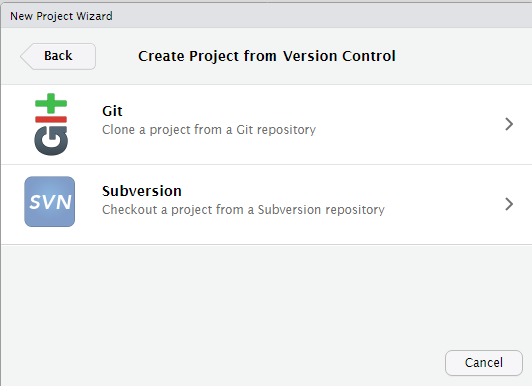 New Project Wizard
Back
Create Project from Version Control
Git
Clone a project from a Git repository
git
SVN
Subversion
Checkout a project from a Subversion repository
Cancel